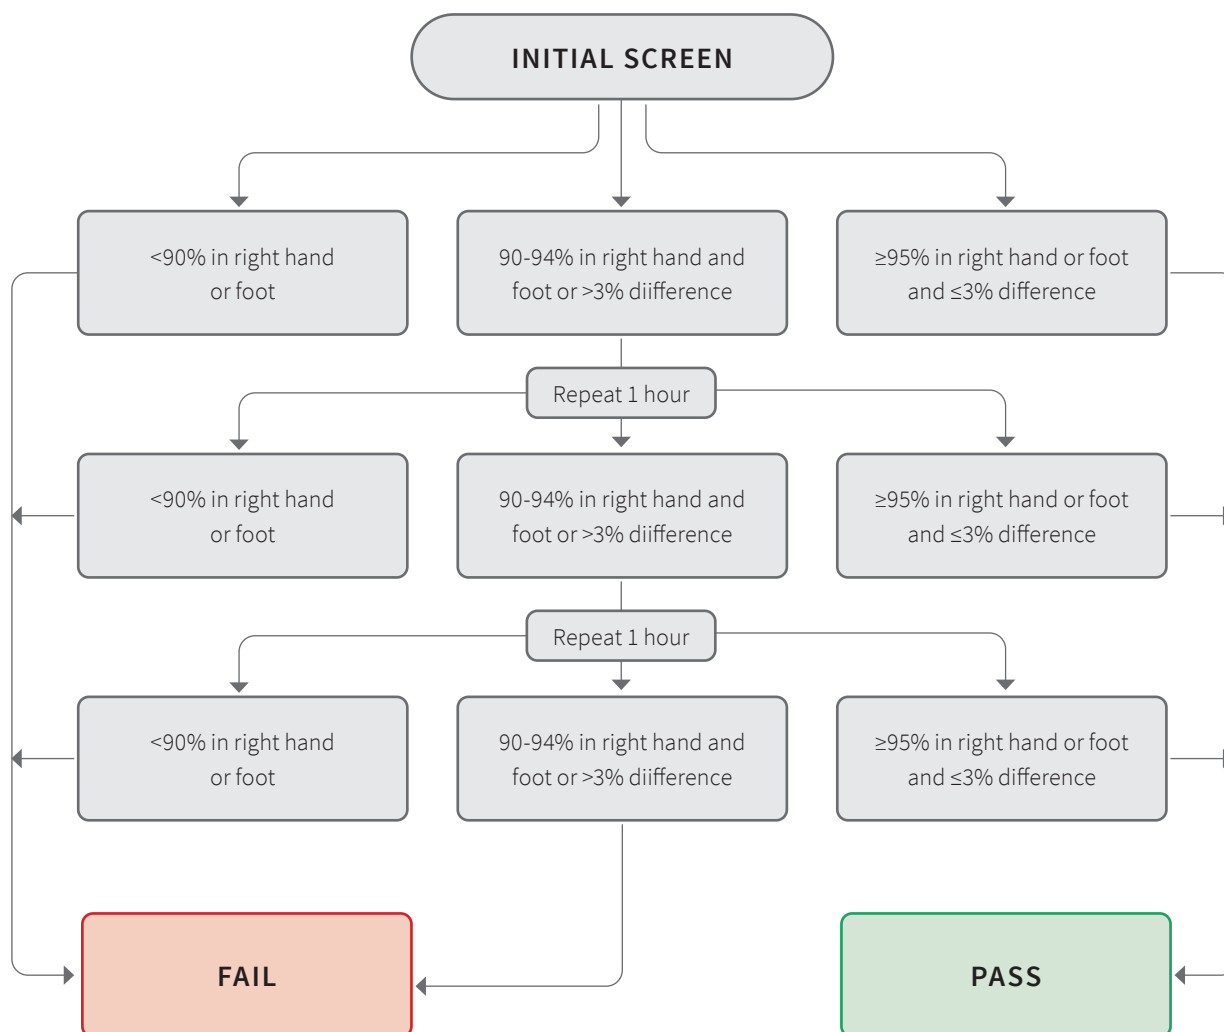 INITIAL SCREEN
<90% in right hand
or foot
90-94% in right hand and
foot or >3% diifference
≥95% in right hand or foot
and ≤3% difference
Repeat 1 hour
<90% in right hand
or foot
90-94% in right hand and
foot or >3% diifference
≥95% in right hand or foot
and ≤3% difference
Repeat 1 hour
<90% in right hand
or foot
90-94% in right hand and
foot or >3% diifference
≥95% in right hand or foot
and ≤3% difference
FAIL
PASS